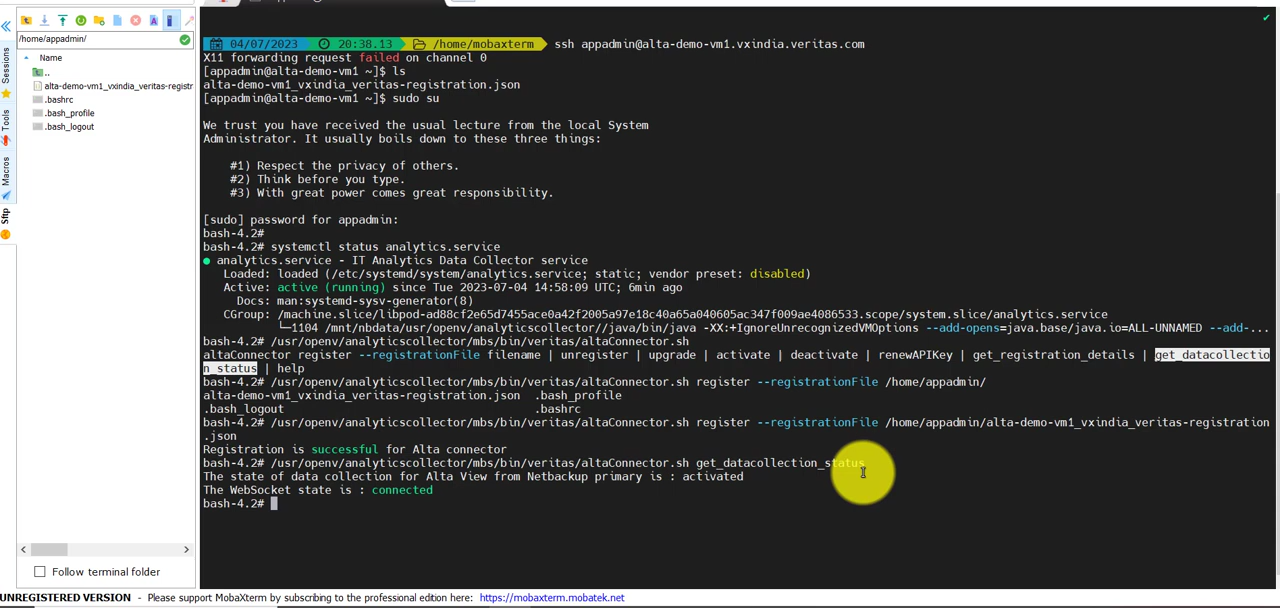 /home/appadmin/
Name
..
alta-demo-vm1_vxindia_veritas-registr
.bashrc
.bash_profile
.bash_logout
Follow terminal folder
Sessions
Tools
Macros
Sftp
04/07/2023 20:38.13 /home/mobaxterm ssh appadmin@alta-demo-vm1.vxindia.veritas.com
X11 forwarding request failed on channel 0
[appadmin@alta-demo-vm1 ~]$ ls
alta-demo-vm1_vxindia_veritas-registration.json
[appadmin@alta-demo-vm1 ~]$ sudo su
We trust you have received the usual lecture from the local System
Administrator. It usually boils down to these three things:
#1) Respect the privacy of others.
#2) Think before you type.
#3) With great power comes great responsibility.
[sudo] password for appadmin:
bash-4.2#
bash-4.2# systemctl status analytics.service
● analytics.service - IT Analytics Data Collector service
Loaded: loaded (/etc/systemd/system/analytics.service; static; vendor preset: disabled)
Active: active (running) since Tue 2023-07-04 14:58:09 UTC; 6min ago
Docs: man:systemd-sysv-generator(8)
CGroup: /machine.slice/libpod-ad88cf2e65d7455ace0a42f2005a97e18c40a65a040605ac347f009ae4086533.scope/system.slice/analytics.service
└─1104 /mnt/nbdata/usr/openv/analyticscollector//java/bin/java -XX:+IgnoreUnrecognizedVMOptions --add-opens=java.base/java.io=ALL-UNNAMED --add-...
bash-4.2# /usr/openv/analyticscollector/mbs/bin/veritas/altaConnector.sh
altaConnector register --registrationFile filename | unregister | upgrade | activate | deactivate | renewAPIKey | get_registration_details | get_datacollectio
n_status | help
bash-4.2# /usr/openv/analyticscollector/mbs/bin/veritas/altaConnector.sh register --registrationFile /home/appadmin/
alta-demo-vm1_vxindia_veritas-registration.json .bash_profile
.bash_logout .bashrc
bash-4.2# /usr/openv/analyticscollector/mbs/bin/veritas/altaConnector.sh register --registrationFile /home/appadmin/alta-demo-vm1_vxindia_veritas-registration
.json
Registration is successful for Alta connector
bash-4.2# /usr/openv/analyticscollector/mbs/bin/veritas/altaConnector.sh get_datacollection_status
The state of data collection for Alta View from Netbackup primary is : activated
The WebSocket state is : connected
bash-4.2#
UNREGISTERED VERSION - Please support MobaXterm by subscribing to the professional edition here: https://mobaxterm.mobatek.net